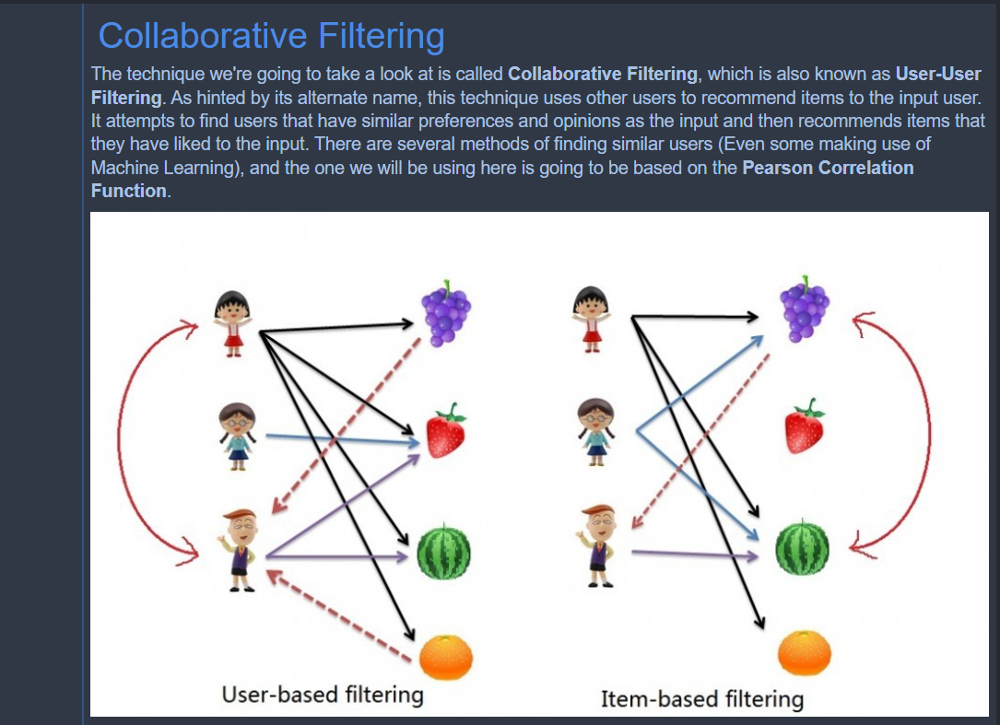 Collaborative Filtering
The technique we're going to take a look at is called Collaborative Filtering, which is also known as User-User
Filtering. As hinted by its alternate name, this technique uses other users to recommend items to the input user.
It attempts to find users that have similar preferences and opinions as the input and then recommends items that
they have liked to the input. There are several methods of finding similar users (Even some making use of
Machine Learning), and the one we will be using here is going to be based on the Pearson Correlation
Function.
User-based filtering
Item-based filtering